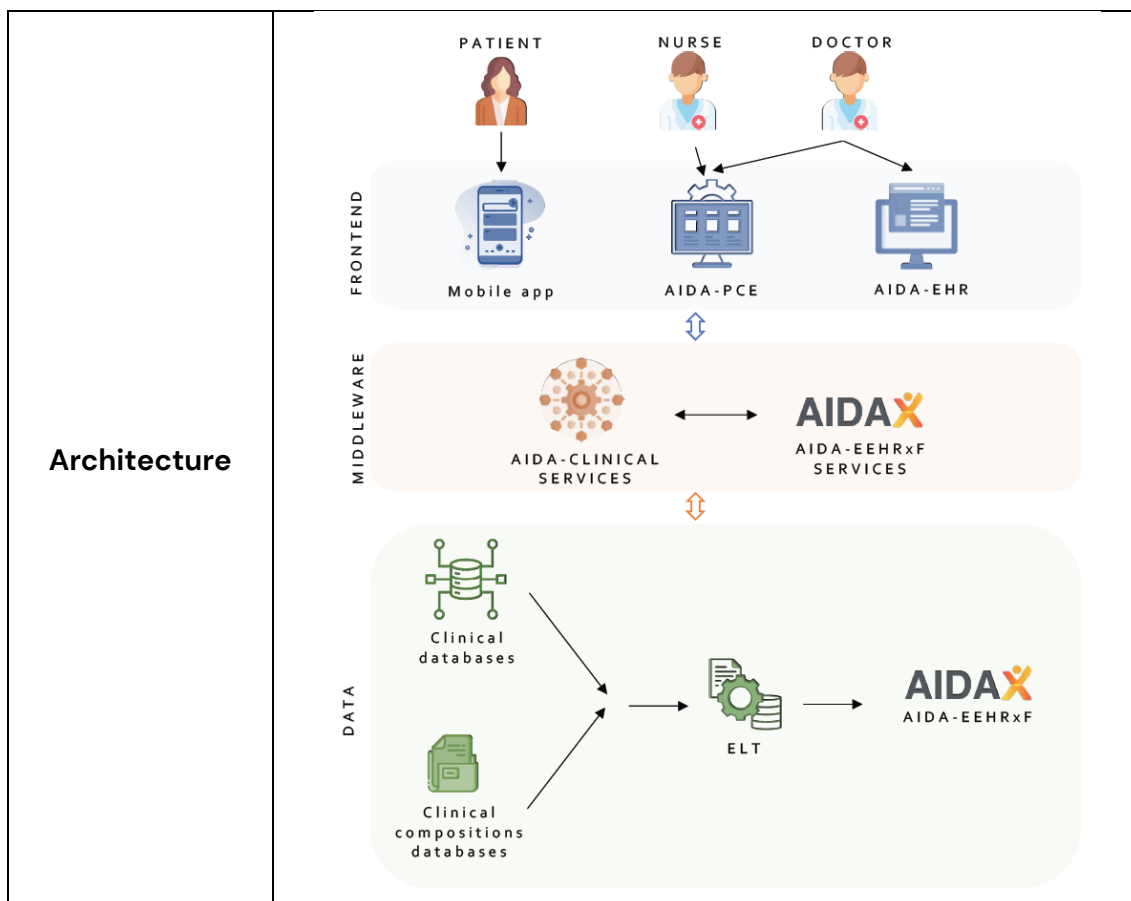 PATIENT
NURSE
DOCTOR
FRONTEND
Mobile app
AIDA-PCE
AIDA-EHR
MIDDLEWARE
AIDA-CLINICAL
SERVICES
AIDAX
AIDA-EEHRxF
SERVICES
Architecture
DATA
Clinical
databases
Clinical
compositions
databases
ELT
AIDAX
AIDA-EEHRxF